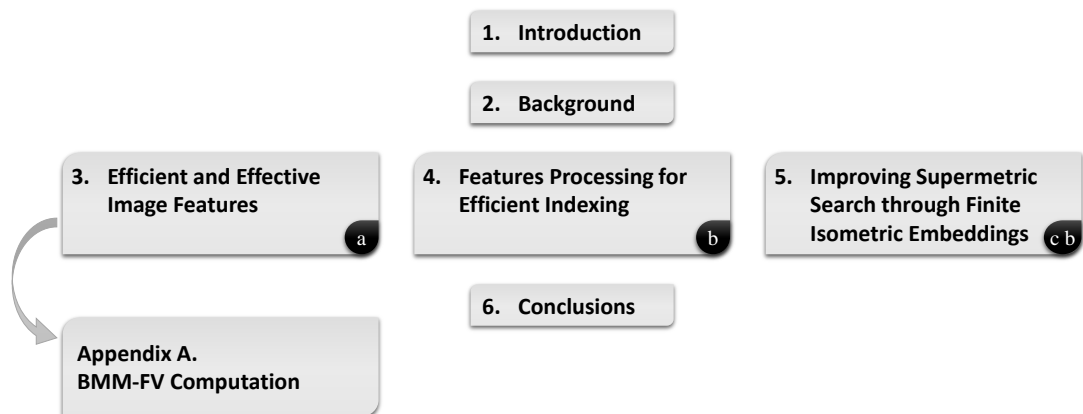 1. Introduction
2. Background
3. Efficient and Effective
Image Features
a
4. Features Processing for
Efficient Indexing
b
5. Improving Supermetric
Search through Finite
Isometric Embeddings
c b
6. Conclusions
Appendix A.
BMM-FV Computation